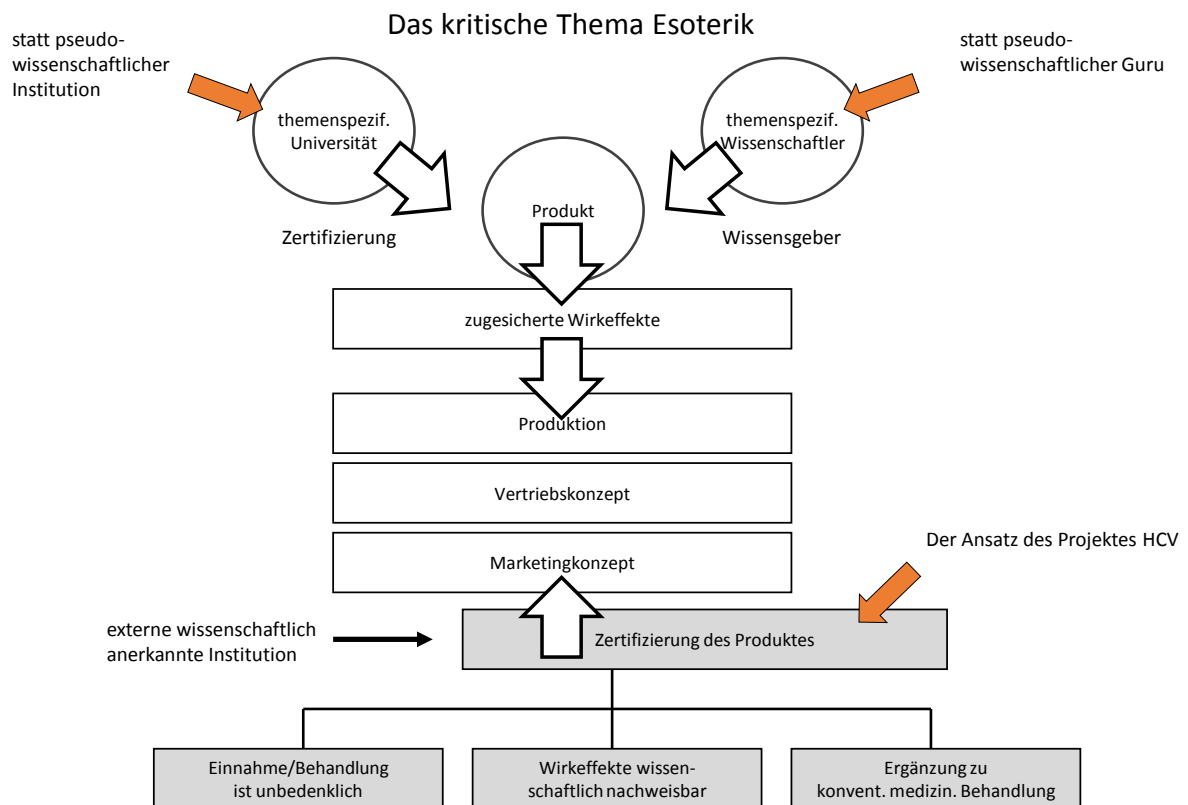 Das kritische Thema Esoterik
statt pseudo-
wissenschaftlicher
Institution
statt pseudo-
wissenschaftlicher Guru
themenspezif.
Universität
themenspezif.
Wissenschaftler
Produkt
Zertifizierung
Wissensgeber
zugesicherte Wirkeffekte
Produktion
Vertriebskonzept
Marketingkonzept
Der Ansatz des Projektes HCV
externe wissenschaftlich
anerkannte Institution
Zertifizierung des Produktes
Einnahme/Behandlung
ist unbedenklich
Wirkeffekte wissen-
schaftlich nachweisbar
Ergänzung zu
konvent. medizin. Behandlung